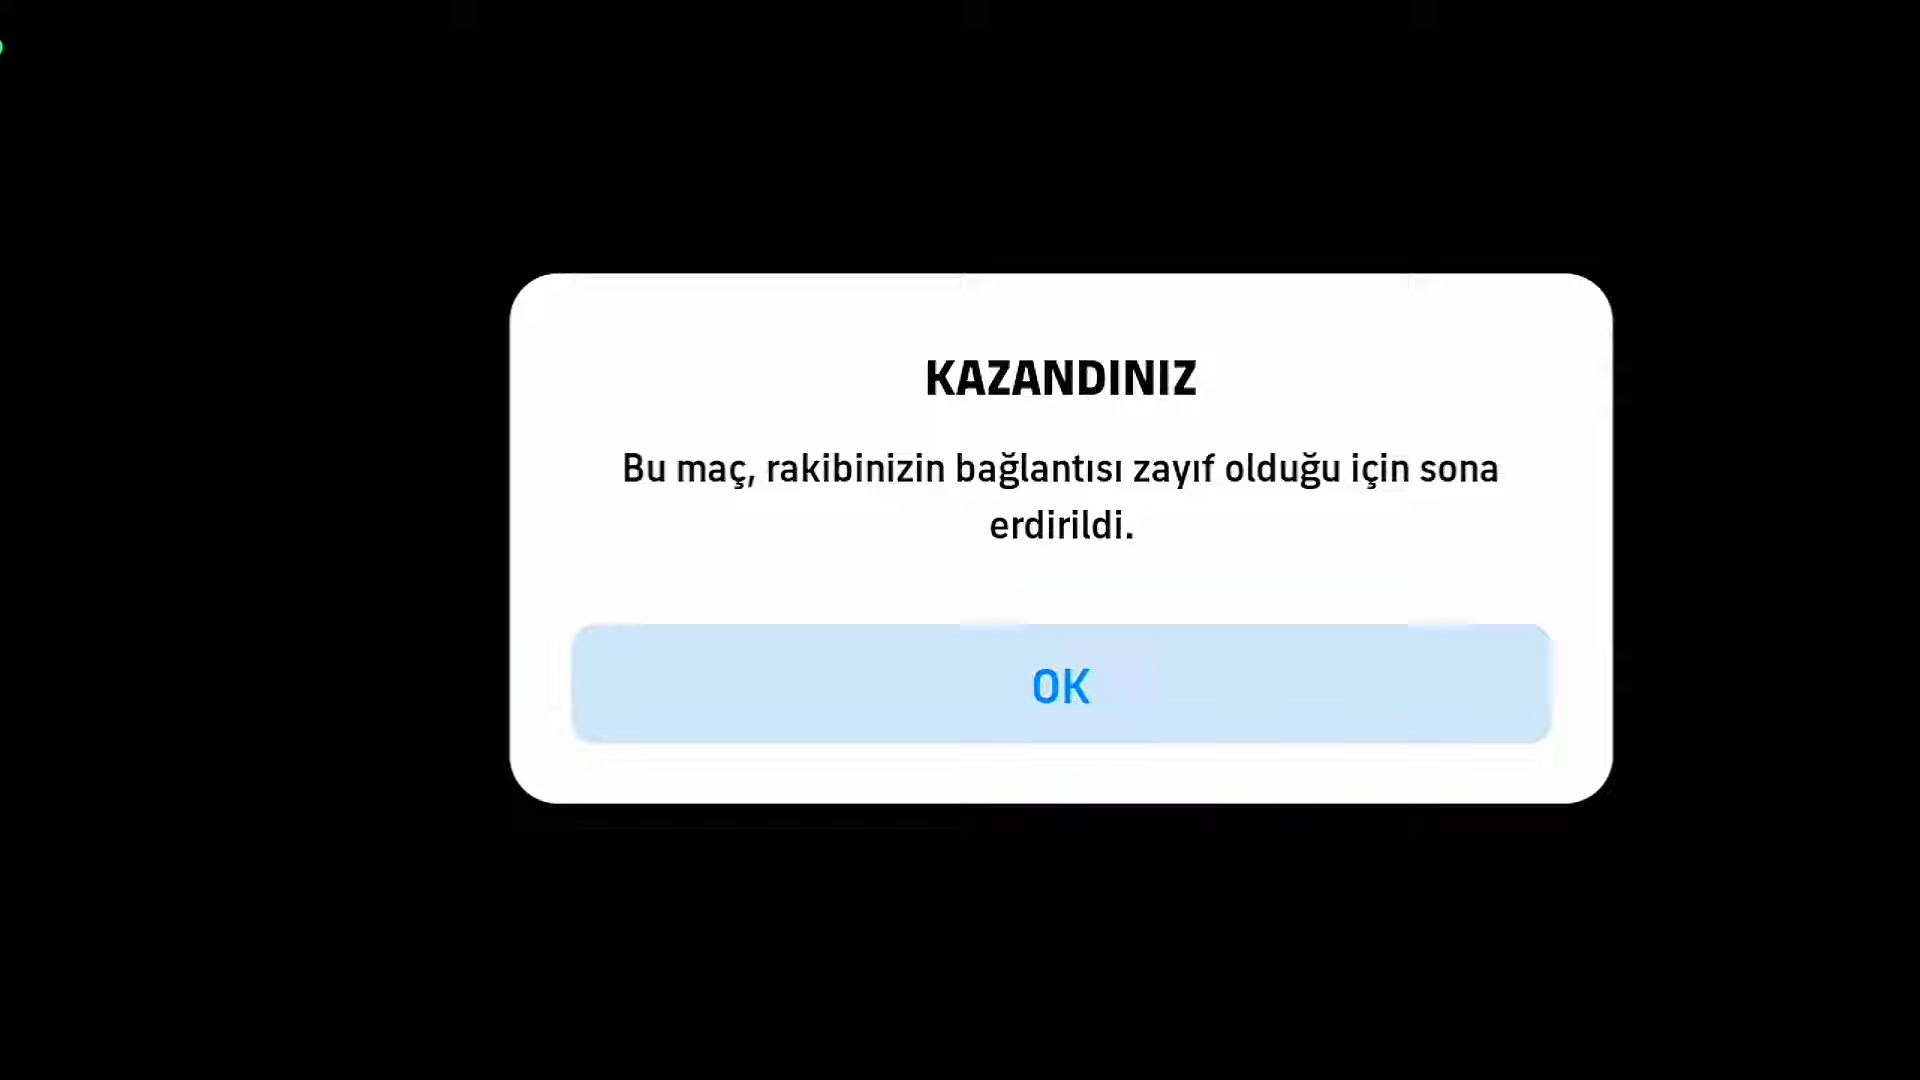 KAZANDINIZ
Bu maç, rakibinizin bağlantısı zayıf olduğu için sona
erdirildi.
OK